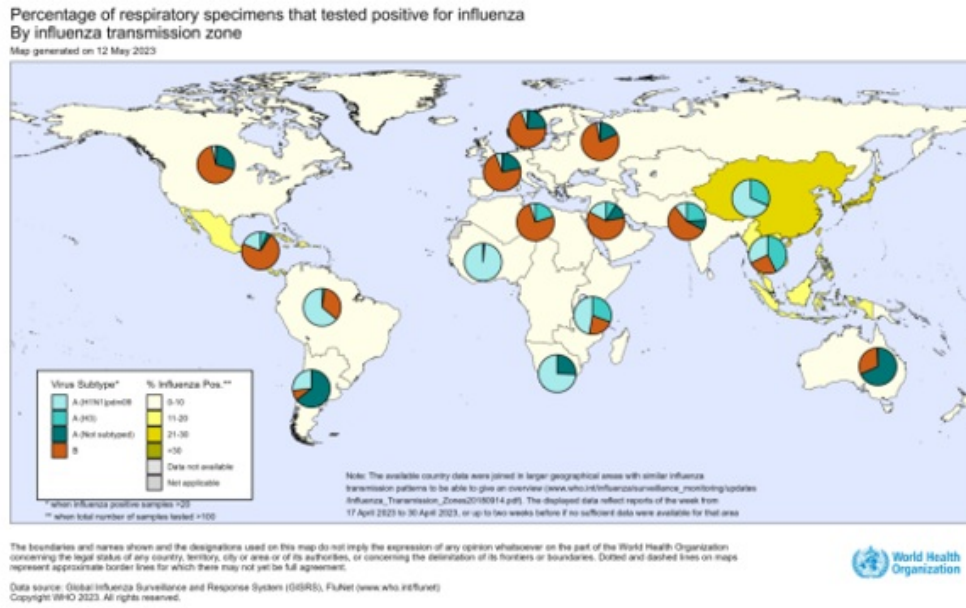 Percentage of respiratory specimens that tested positive for influenza
By influenza transmission zone
Map generated on 12 May 2023
Virus Subtype*
A (H1N1)pdm09
A (H3)
A (Not subtyped)
B
% Influenza Pos.**
0-10
11-20
21-30
>30
Data not available
Not applicable
* when influenza positive samples >20
** when total number of samples tested >100
Note: The available country data were joined in larger geographical areas with similar influenza
transmission patterns to be able to give an overview (www.who.int/influenza/surveillance_monitoring/updates
/Influenza_Transmission_Zones20180914.pdf). The displayed data reflect reports of the week from
17 April 2023 to 30 April 2023, or up to two weeks before if no sufficient data were available for that area
The boundaries and names shown and the designations used on this map do not imply the expression of any opinion whatsoever on the part of the World Health Organization
concerning the legal status of any country, territory, city or area or of its authorities, or concerning the delimitation of its frontiers or boundaries. Dotted and dashed lines on maps
represent approximate border lines for which there may not yet be full agreement.
Data source: Global Influenza Surveillance and Response System (GISRS), FluNet (www.who.int/flunet)
Copyright WHO 2023. All rights reserved.
World Health
Organization